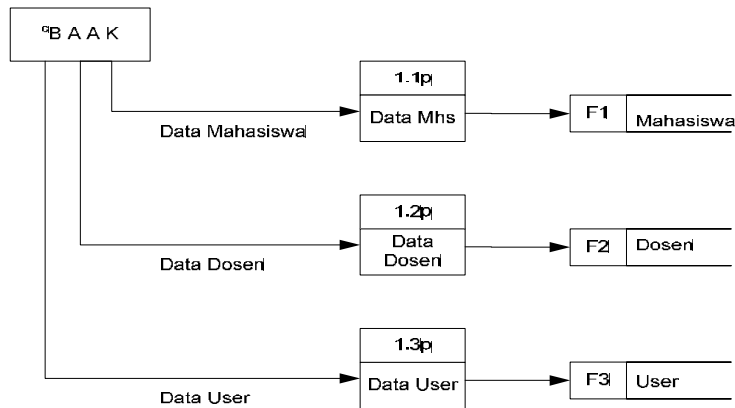 aB A A K
1.1p
Data Mhs
Data Mahasiswa
F1
Mahasiswa
1.2p
Data
Dosen
Data Dosen
F2
Dosen
1.3p
Data User
Data User
F3
User